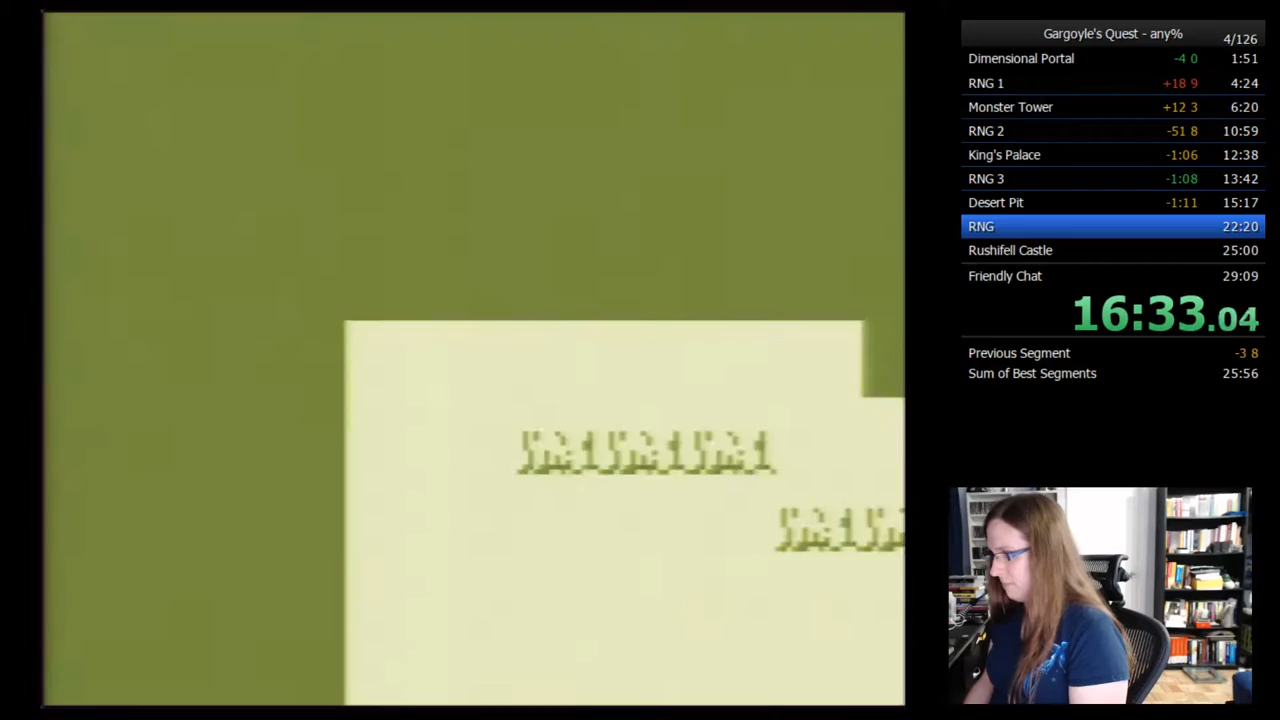 Gargoyle's Quest - any%
4/126
Dimensional Portal -4 0 1:51
RNG 1 +18 9 4:24
Monster Tower +12 3 6:20
RNG 2 -51 8 10:59
King's Palace -1:06 12:38
RNG 3 -1:08 13:42
Desert Pit -1:11 15:17
RNG 22:20
Rushifell Castle 25:00
Friendly Chat 29:09
16:33.04
Previous Segment -3 8
Sum of Best Segments 25:56